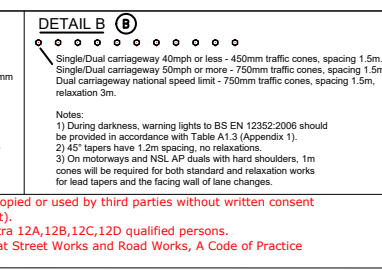 DETAIL B B
Single/Dual carriageway 40mph or less - 450mm traffic cones, spacing 1.5m.
Single/Dual carriageway 50mph or more - 750mm traffic cones, spacing 1.5m
Dual carriageway national speed limit - 750mm traffic cones, spacing 1.5m,
relaxation 3m.
mm
Notes:
1) During darkness, warning lights to BS EN 12352:2006 should
be provided in accordance with Table A1.3 (Appendix 1).
2) 45° tapers have 1.2m spacing, no relaxations.
3) On motorways and NSL AP duals with hard shoulders, 1m
cones will be required for both standard and relaxation works
for lead tapers and the facing wall of lane changes.
opied or used by third parties without written consent
t).
tra 12A,12B,12C,12D qualified persons.
at Street Works and Road Works, A Code of Practice